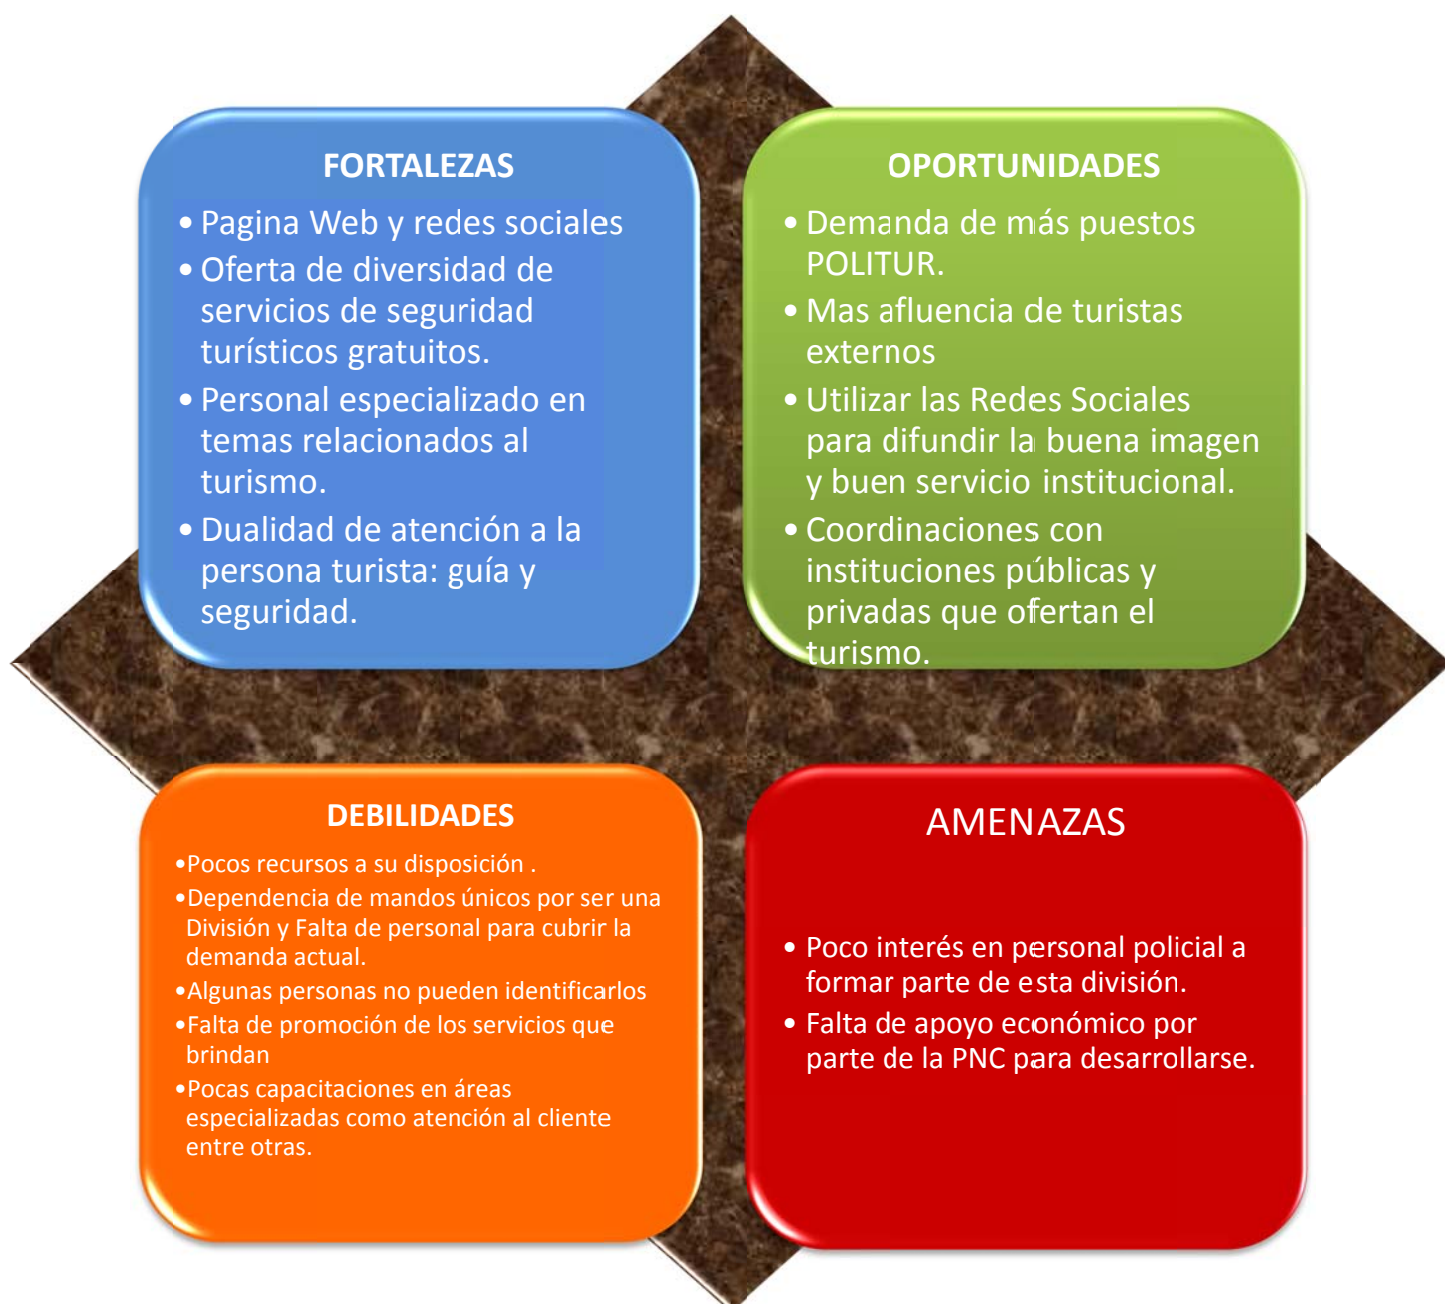 FORTALEZAS
• Pagina Web y redes sociales
• Oferta de diversidad de
servicios de seguridad
turísticos gratuitos.
• Personal especializado en
temas relacionados al
turismo.
• Dualidad de atención a la
persona turista: guía y
seguridad.
OPORTUNIDADES
• Demanda de más puestos
POLITUR.
• Mas afluencia de turistas
externos
• Utilizar las Redes Sociales
para difundir la buena imagen
y buen servicio institucional.
• Coordinaciones con
instituciones públicas y
privadas que ofertan el
turismo.
DEBILIDADES
•Pocos recursos a su disposición .
•Dependencia de mandos únicos por ser una
División y Falta de personal para cubrir la
demanda actual.
•Algunas personas no pueden identificarlos
•Falta de promoción de los servicios que
brindan
•Pocas capacitaciones en áreas
especializadas como atención al cliente
entre otras.
AMENAZAS
• Poco interés en personal policial a
formar parte de esta división.
• Falta de apoyo económico por
parte de la PNC para desarrollarse.